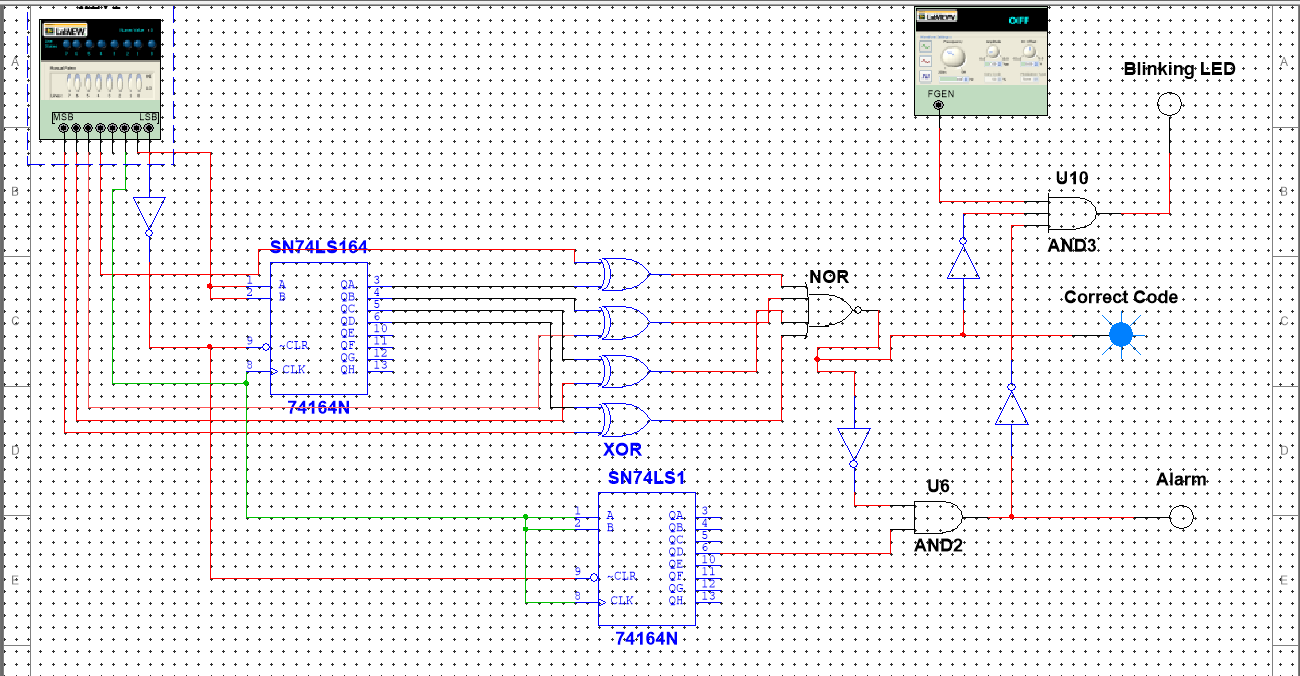 LabVIEW
Manual Pattern
MSB
LSB
LabVIEW
OFF
FGEN
Blinking LED
U10
AND3
Correct Code
Alarm
U6
AND2
NOR
XOR
SN74LS164
1 A QA 3
2 B QB 4
QC 5
QD 6
QE 10
9 ~CLR QF 11
QG 12
8 CLK QH 13
74164N
SN74LS1
1 A QA 3
2 B QB 4
QC 5
QD 6
QE 10
9 ~CLR QF 11
QG 12
8 CLK QH 13
74164N
A
B
C
D
E
A
B
C
D
E